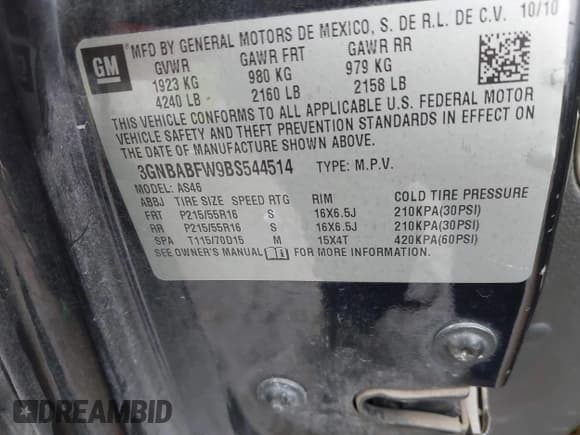 GM
MFD BY GENERAL MOTORS DE MEXICO, S. DE R.L. DE C.V. 10/10
GVWR GAWR FRT GAWR RR
1923 KG 980 KG 979 KG
4240 LB 2160 LB 2158 LB
THIS VEHICLE CONFORMS TO ALL APPLICABLE U.S. FEDERAL MOTOR
VEHICLE SAFETY AND THEFT PREVENTION STANDARDS IN EFFECT ON
THE DATE OF MANUFACTURE SHOWN ABOVE.
3GNBABFW9BS544514 TYPE: M.P.V.
MODEL: AS46
ABBJ TIRE SIZE SPEED RTG RIM COLD TIRE PRESSURE
FRT P215/55R16 S 16X6.5J 210KPA(30PSI)
RR P215/55R16 S 16X6.5J 210KPA(30PSI)
SPA T115/70D15 M 15X4T 420KPA(60PSI)
SEE OWNER'S MANUAL FOR MORE INFORMATION.
DREAMBID